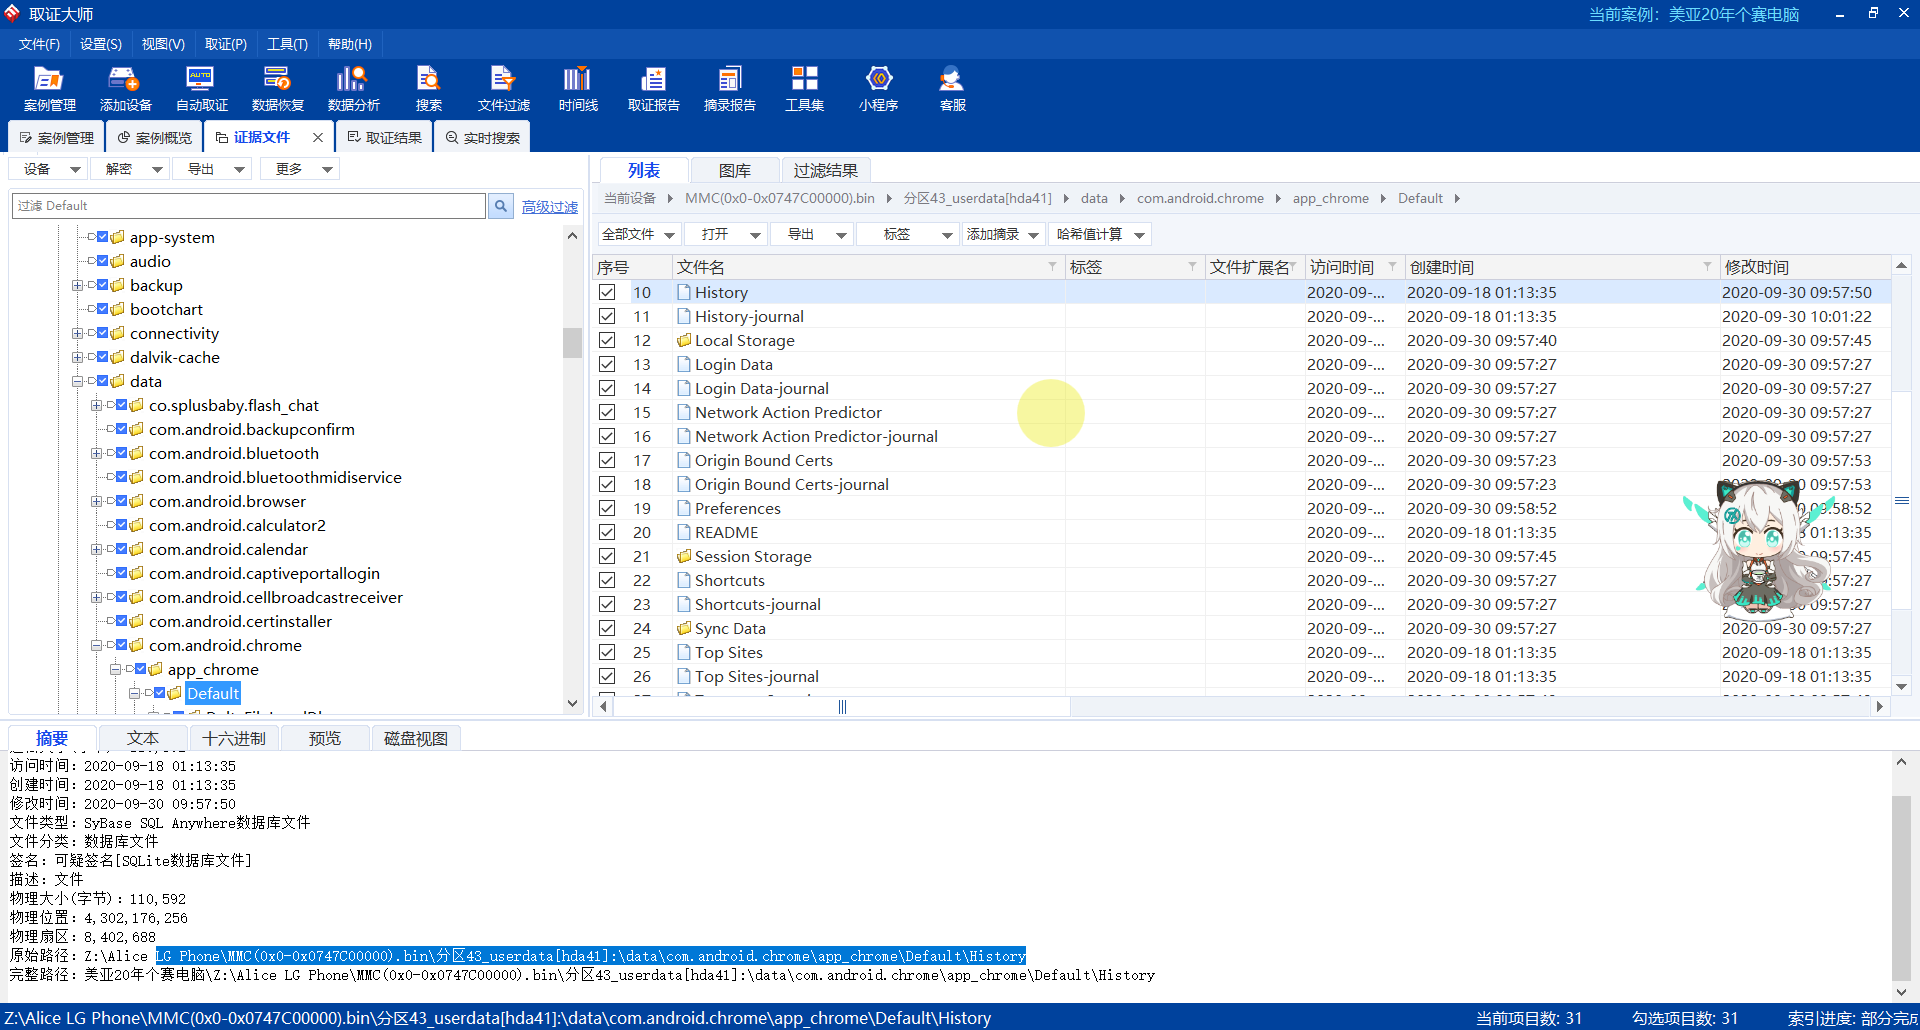 取证大师
当前案例：美亚20年个赛电脑
文件(F) 设置(S) 视图(V) 取证(P) 工具(T) 帮助(H)
案例管理 添加设备 自动取证 数据恢复 数据分析 搜索 文件过滤 时间线 取证报告 摘录报告 工具集 小程序 客服
案例管理 案例概览 证据文件 取证结果 实时搜索
设备 解密 导出 更多
过滤 Default
高级过滤
app-system
audio
backup
bootchart
connectivity
dalvik-cache
data
co.splusbaby.flash_chat
com.android.backupconfirm
com.android.bluetooth
com.android.bluetoothmidiservice
com.android.browser
com.android.calculator2
com.android.calendar
com.android.captiveportallogin
com.android.cellbroadcastreceiver
com.android.certinstaller
com.android.chrome
app_chrome
Default
列表 图库 过滤结果
当前设备 MMC(0x0-0x0747C00000).bin 分区43_userdata[hda41] data com.android.chrome app_chrome Default
全部文件 打开 导出 标签 添加摘录 哈希值计算
序号 文件名 标签 文件扩展名 访问时间 创建时间 修改时间
10 History 2020-09-... 2020-09-18 01:13:35 2020-09-30 09:57:50
11 History-journal 2020-09-... 2020-09-18 01:13:35 2020-09-30 10:01:22
12 Local Storage 2020-09-... 2020-09-30 09:57:40 2020-09-30 09:57:45
13 Login Data 2020-09-... 2020-09-30 09:57:27 2020-09-30 09:57:27
14 Login Data-journal 2020-09-... 2020-09-30 09:57:27 2020-09-30 09:57:27
15 Network Action Predictor 2020-09-... 2020-09-30 09:57:27 2020-09-30 09:57:27
16 Network Action Predictor-journal 2020-09-... 2020-09-30 09:57:27 2020-09-30 09:57:27
17 Origin Bound Certs 2020-09-... 2020-09-30 09:57:23 2020-09-30 09:57:53
18 Origin Bound Certs-journal 2020-09-... 2020-09-30 09:57:23 09:57:53
19 Preferences 2020-09-... 2020-09-30 09:58:52 :58:52
20 README 2020-09-... 2020-09-18 01:13:35 01:13:35
21 Session Storage 2020-09-... 2020-09-30 09:57:45 :57:45
22 Shortcuts 2020-09-... 2020-09-30 09:57:27 :57:27
23 Shortcuts-journal 2020-09-... 2020-09-30 09:57:27 09:57:27
24 Sync Data 2020-09-... 2020-09-30 09:57:27 2020-09-30 09:57:27
25 Top Sites 2020-09-... 2020-09-18 01:13:35 2020-09-18 01:13:35
26 Top Sites-journal 2020-09-... 2020-09-18 01:13:35 2020-09-18 01:13:35
摘要 文本 十六进制 预览 磁盘视图
访问时间：2020-09-18 01:13:35
创建时间：2020-09-18 01:13:35
修改时间：2020-09-30 09:57:50
文件类型：SyBase SQL Anywhere数据库文件
文件分类：数据库文件
签名：可疑签名[SQLite数据库文件]
描述：文件
物理大小(字节)：110,592
物理位置：4,302,176,256
物理扇区：8,402,688
原始路径：Z:\Alice LG Phone\MMC(0x0-0x0747C00000).bin\分区43_userdata[hda41]:\data\com.android.chrome\app_chrome\Default\History
完整路径：美亚20年个赛电脑\Z:\Alice LG Phone\MMC(0x0-0x0747C00000).bin\分区43_userdata[hda41]:\data\com.android.chrome\app_chrome\Default\History
Z:\Alice LG Phone\MMC(0x0-0x0747C00000).bin\分区43_userdata[hda41]:\data\com.android.chrome\app_chrome\Default\History 当前项目数: 31 勾选项目数: 31 索引进度: 部分完